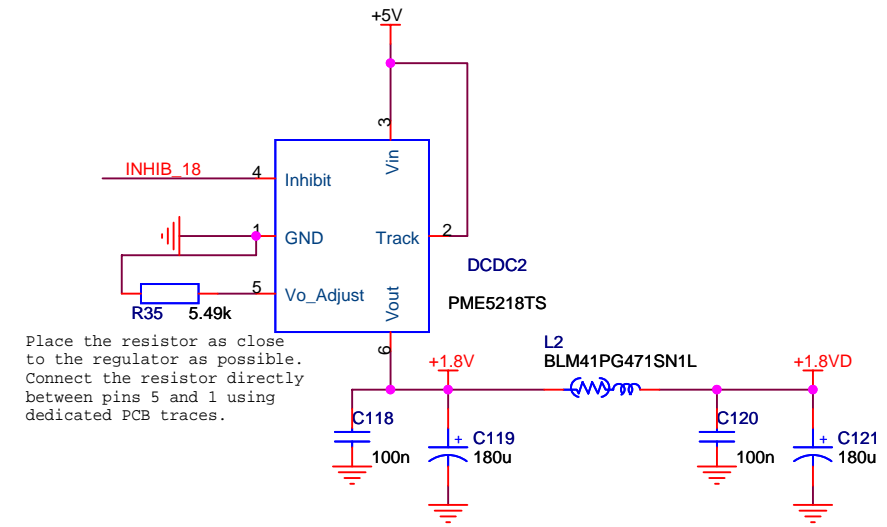 +5V
3
Vin
INHIB_18
4
Inhibit
1
GND
Track
2
DCDC2
5
Vo_Adjust
Vout
PME5218TS
R35
5.49k
6
Place the resistor as close
to the regulator as possible.
Connect the resistor directly
between pins 5 and 1 using
dedicated PCB traces.
L2
BLM41PG471SN1L
+1.8V
+1.8VD
C118
100n
+
C119
180u
C120
100n
+
C121
180u